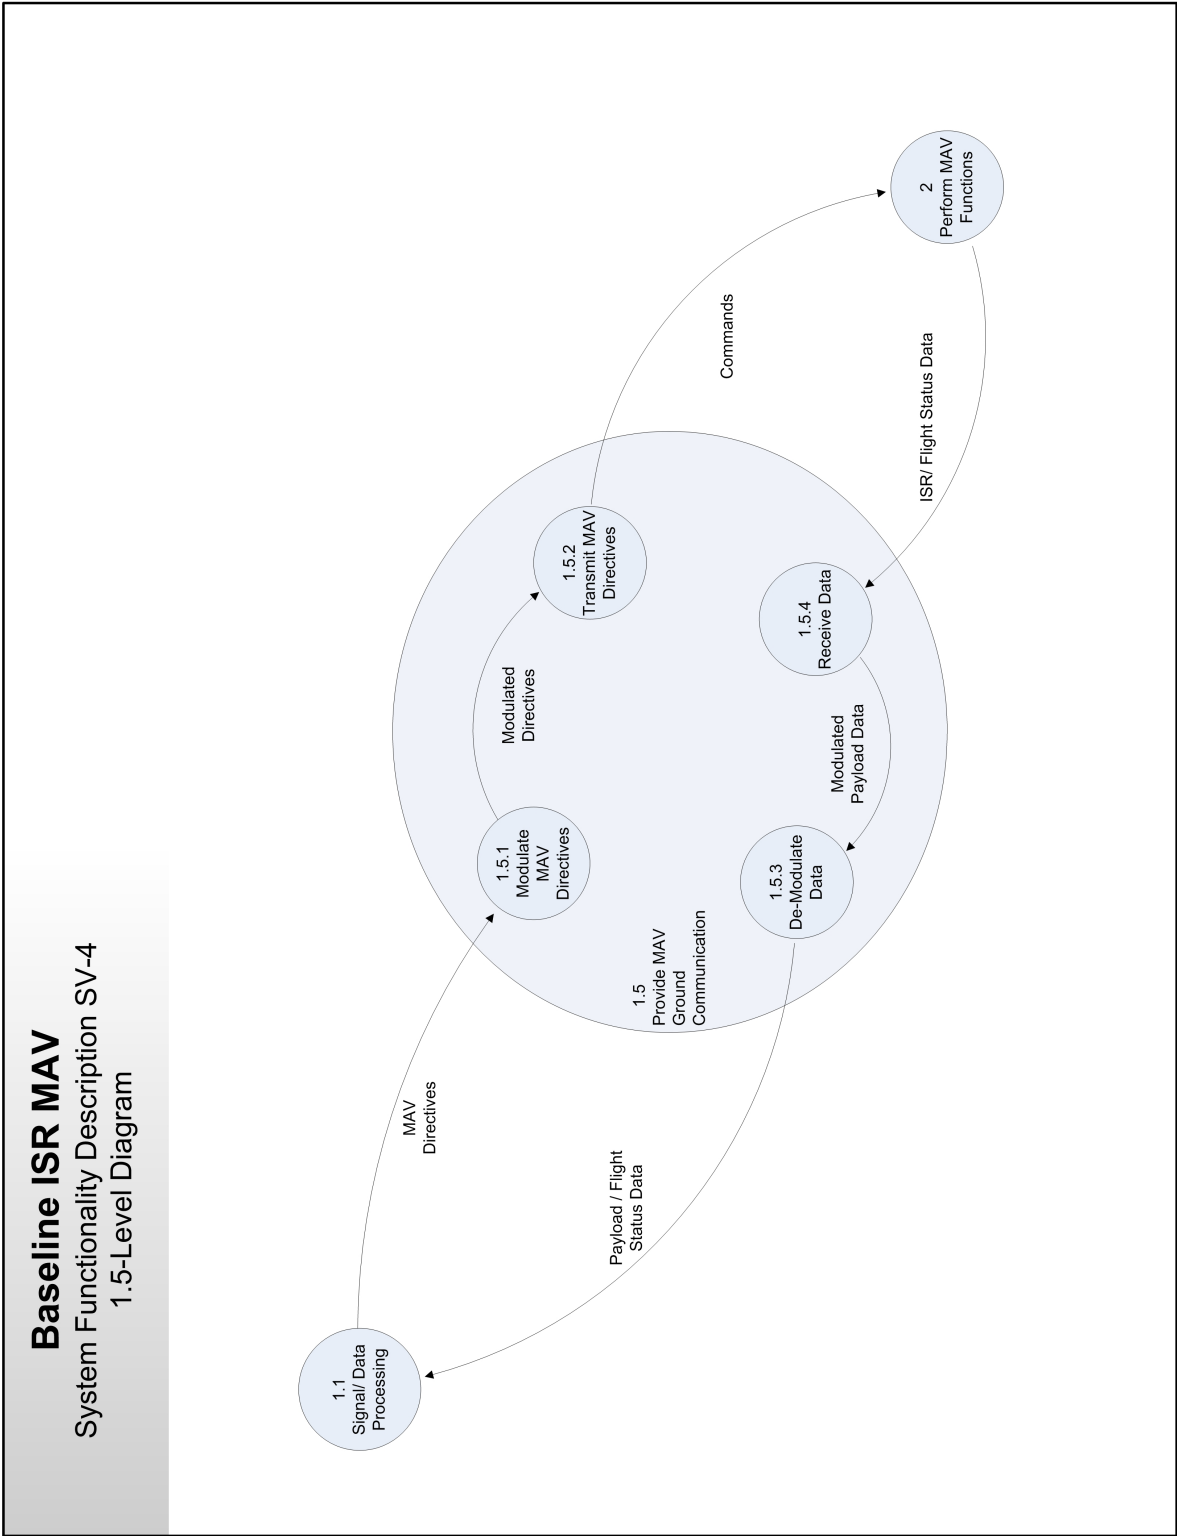 Baseline ISR MAV
System Functionality Description SV-4
1.5-Level Diagram
1.1
Signal/ Data
Processing
MAV
Directives
Payload / Flight
Status Data
1.5
Provide MAV
Ground
Communication
1.5.1
Modulate
MAV
Directives
Modulated
Directives
1.5.2
Transmit MAV
Directives
1.5.3
De-Modulate
Data
Modulated
Payload Data
1.5.4
Receive Data
Commands
ISR/ Flight Status Data
2
Perform MAV
Functions